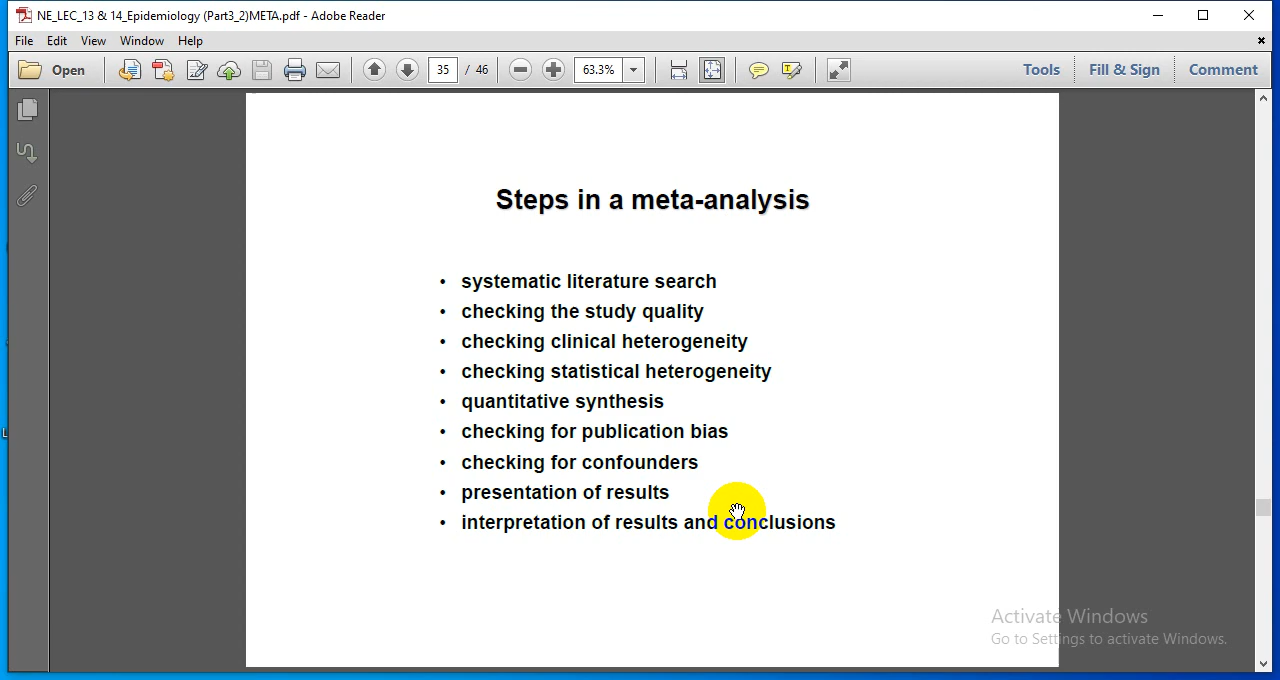 NE_LEC_13 & 14_Epidemiology (Part3_2)META.pdf - Adobe Reader
File Edit View Window Help
Open 35 / 46 63.3% Tools Fill & Sign Comment
Steps in a meta-analysis
• systematic literature search
• checking the study quality
• checking clinical heterogeneity
• checking statistical heterogeneity
• quantitative synthesis
• checking for publication bias
• checking for confounders
• presentation of results
• interpretation of results and conclusions
Activate Windows
Go to Settings to activate Windows.